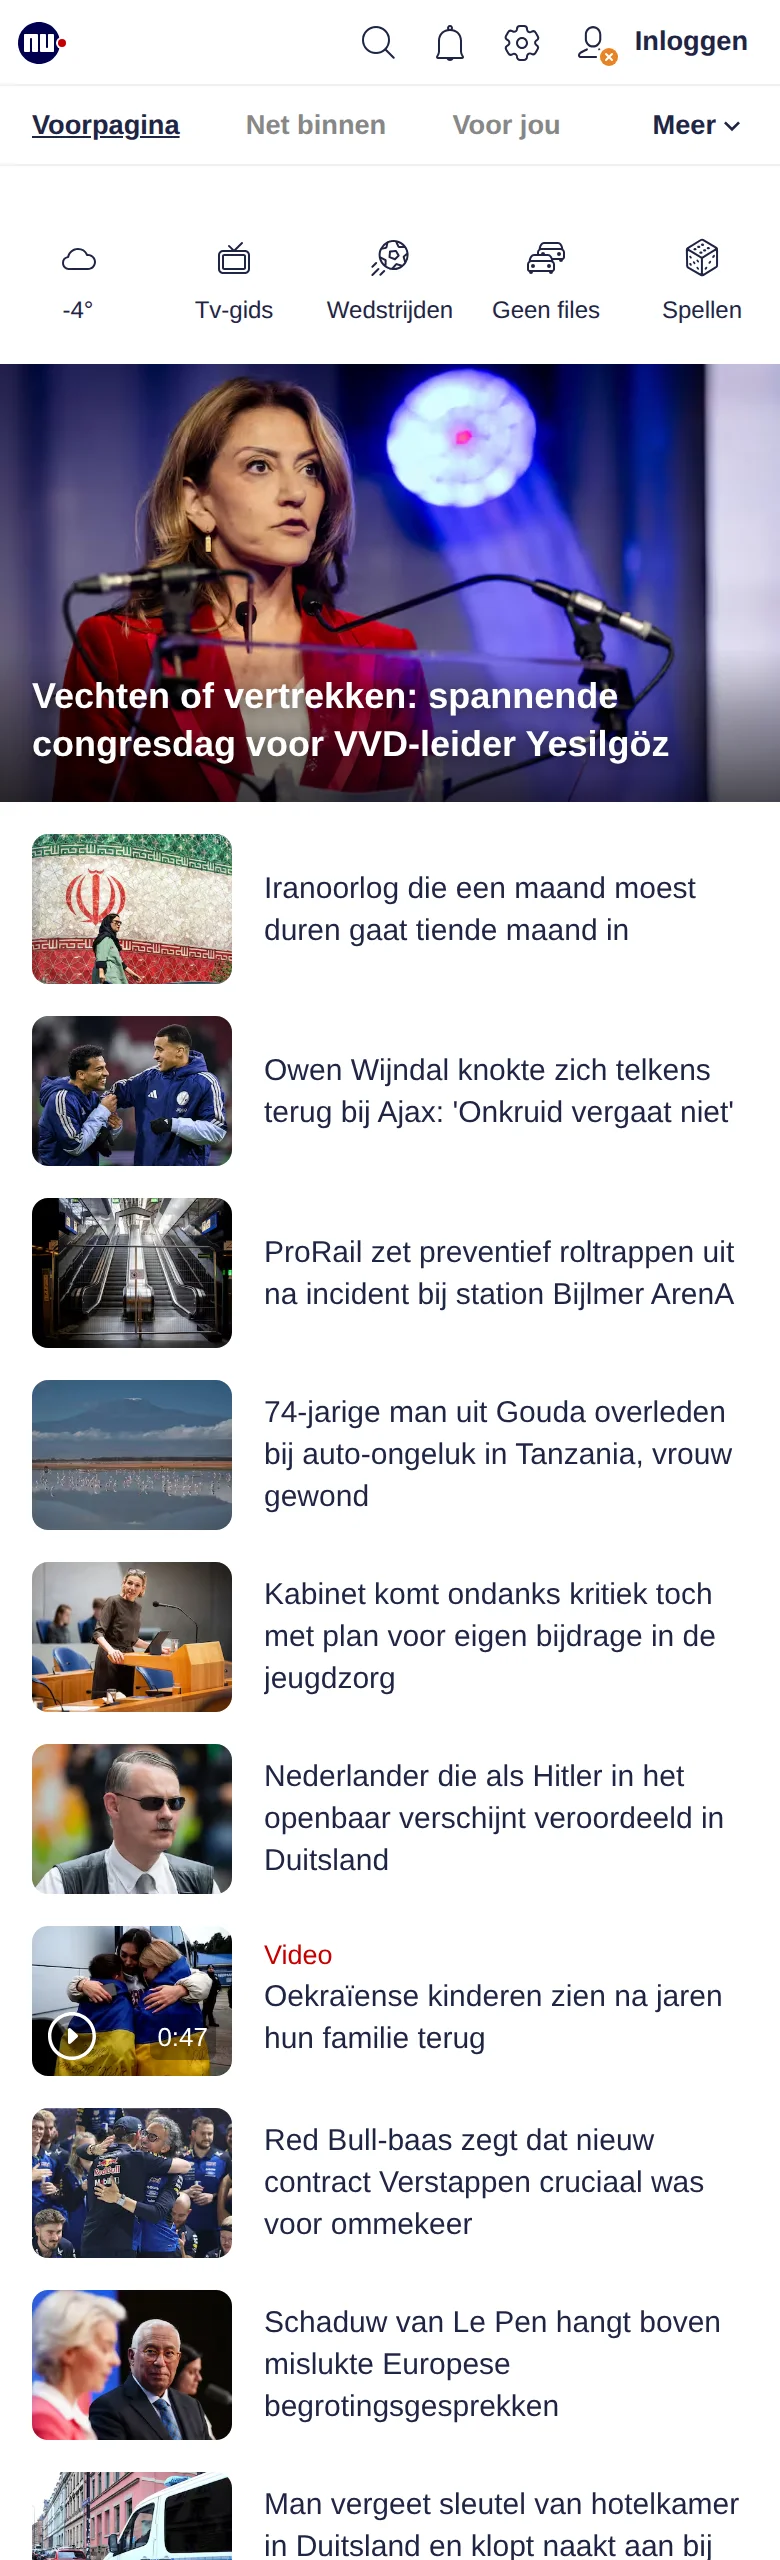 nu
Inloggen
Voorpagina Net binnen Voor jou Meer
-4° Tv-gids Wedstrijden Geen files Spellen
Vechten of vertrekken: spannende
congresdag voor VVD-leider Yesilgöz
Iranoorlog die een maand moest
duren gaat tiende maand in
Owen Wijndal knokte zich telkens
terug bij Ajax: 'Onkruid vergaat niet'
ProRail zet preventief roltrappen uit
na incident bij station Bijlmer ArenA
74-jarige man uit Gouda overleden
bij auto-ongeluk in Tanzania, vrouw
gewond
Kabinet komt ondanks kritiek toch
met plan voor eigen bijdrage in de
jeugdzorg
Nederlander die als Hitler in het
openbaar verschijnt veroordeeld in
Duitsland
Video
Oekraïense kinderen zien na jaren
hun familie terug
0:47
Red Bull-baas zegt dat nieuw
contract Verstappen cruciaal was
voor ommekeer
Schaduw van Le Pen hangt boven
mislukte Europese
begrotingsgesprekken
Man vergeet sleutel van hotelkamer
in Duitsland en klopt naakt aan bij